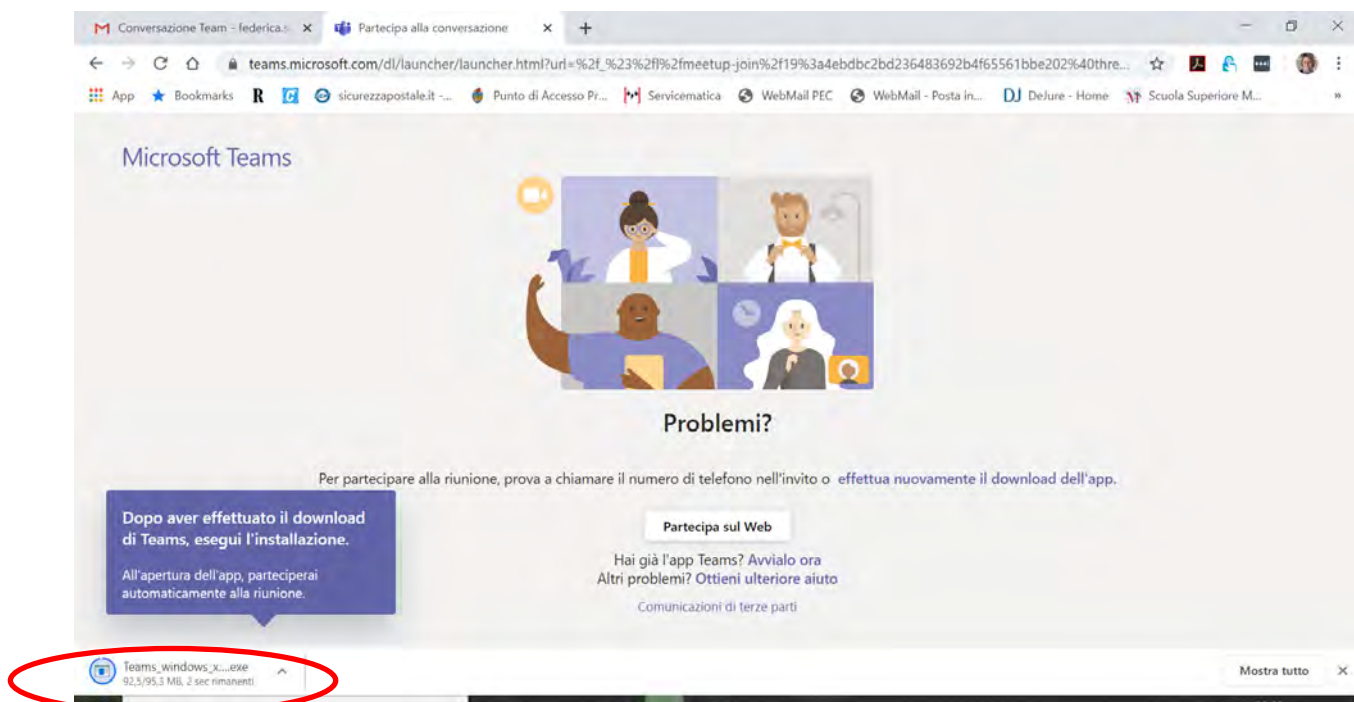 Conversazione Team - federica.s
Partecipa alla conversazione
teams.microsoft.com/dl/launcher/launcher.html?url=%2f_%23%2fl%2fmeetup-join%2f19%3a4ebdbc2bd236483692b4f65561bbe202%40thre...
App Bookmarks R G sicurezzapostale.it -... Punto di Accesso Pr... Servicematica WebMail PEC WebMail - Posta in... DJ DeJure - Home Scuola Superiore M... »
Microsoft Teams
Problemi?
Per partecipare alla riunione, prova a chiamare il numero di telefono nell'invito o effettua nuovamente il download dell'app.
Dopo aver effettuato il download
di Teams, esegui l'installazione.
All'apertura dell'app, parteciperai
automaticamente alla riunione.
Partecipa sul Web
Hai già l'app Teams? Avvialo ora
Altri problemi? Ottieni ulteriore aiuto
Comunicazioni di terze parti
Teams_windows_x....exe
92,5/95,3 MB, 2 sec rimanenti
Mostra tutto